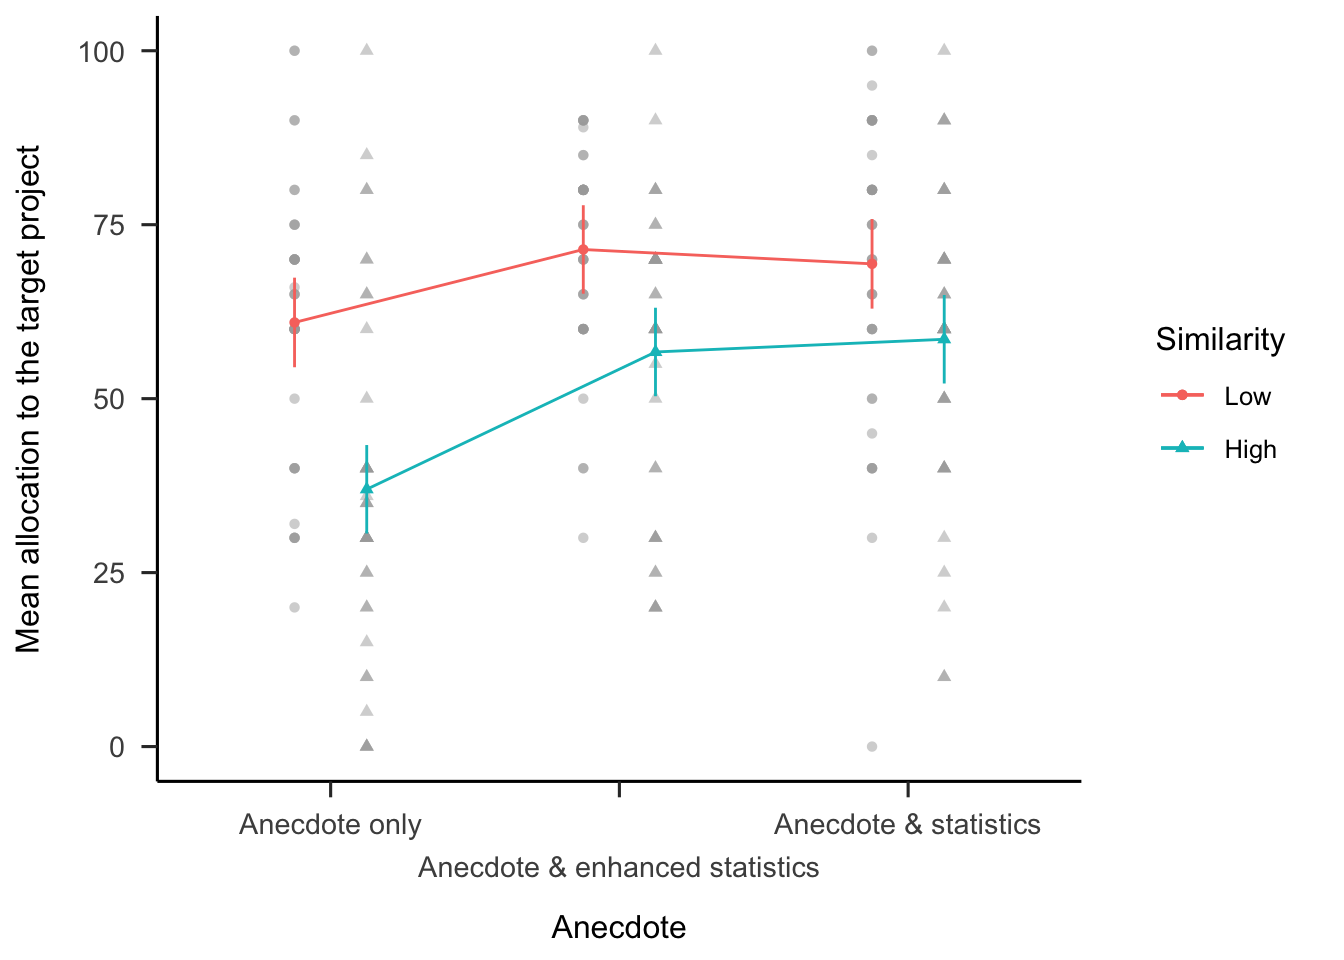 Mean allocation to the target project
100
75
50
25
0
Anecdote only
Anecdote & enhanced statistics
Anecdote & statistics
Anecdote
Similarity
Low
High